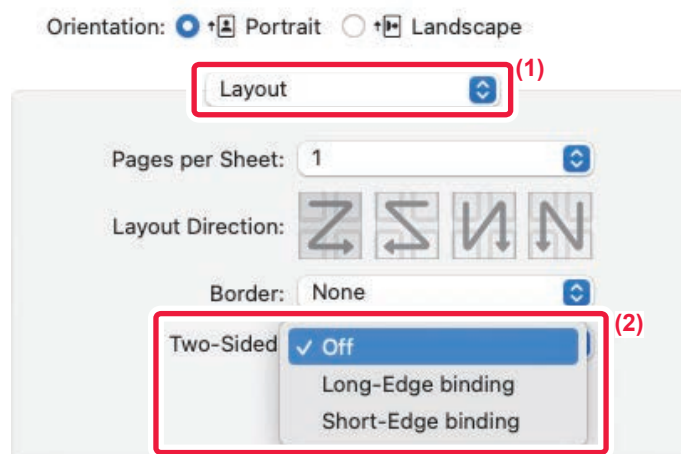 Orientation: Portrait Landscape
(1)
Layout
Pages per Sheet: 1
Layout Direction:
Border: None
(2)
Two-Sided ✓ Off
Long-Edge binding
Short-Edge binding